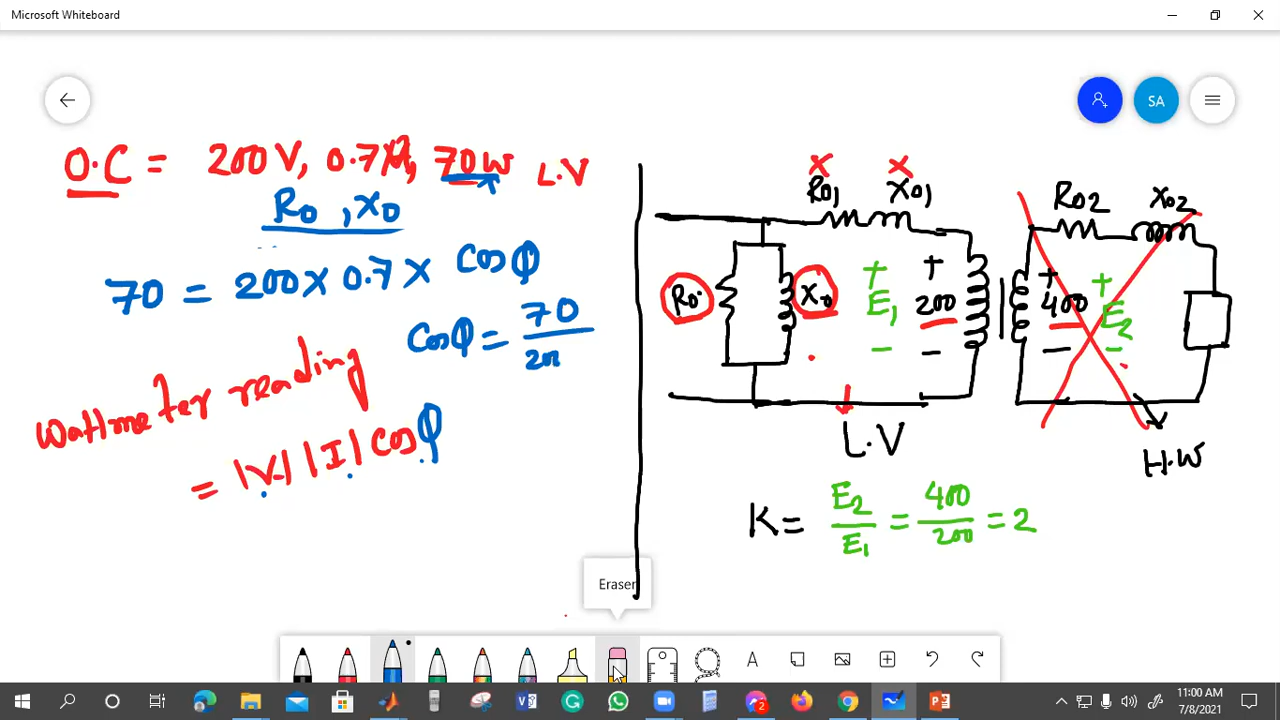 Microsoft Whiteboard
SA
O.C = 200V, 0.7A, 70W L.V
R0, X0
70 = 200 X 0.7 X cosφ
cosφ = 70
200
Wattmeter reading
= |V| |I| cosφ
X X
R01 X01
R0
X0
+
E1
-
+
200
-
L.V
R02 X02
+
400
-
+
E2
-
H.W
K = E2/E1 = 400/200 = 2
Eraser
A
2
11:00 AM
7/8/2021